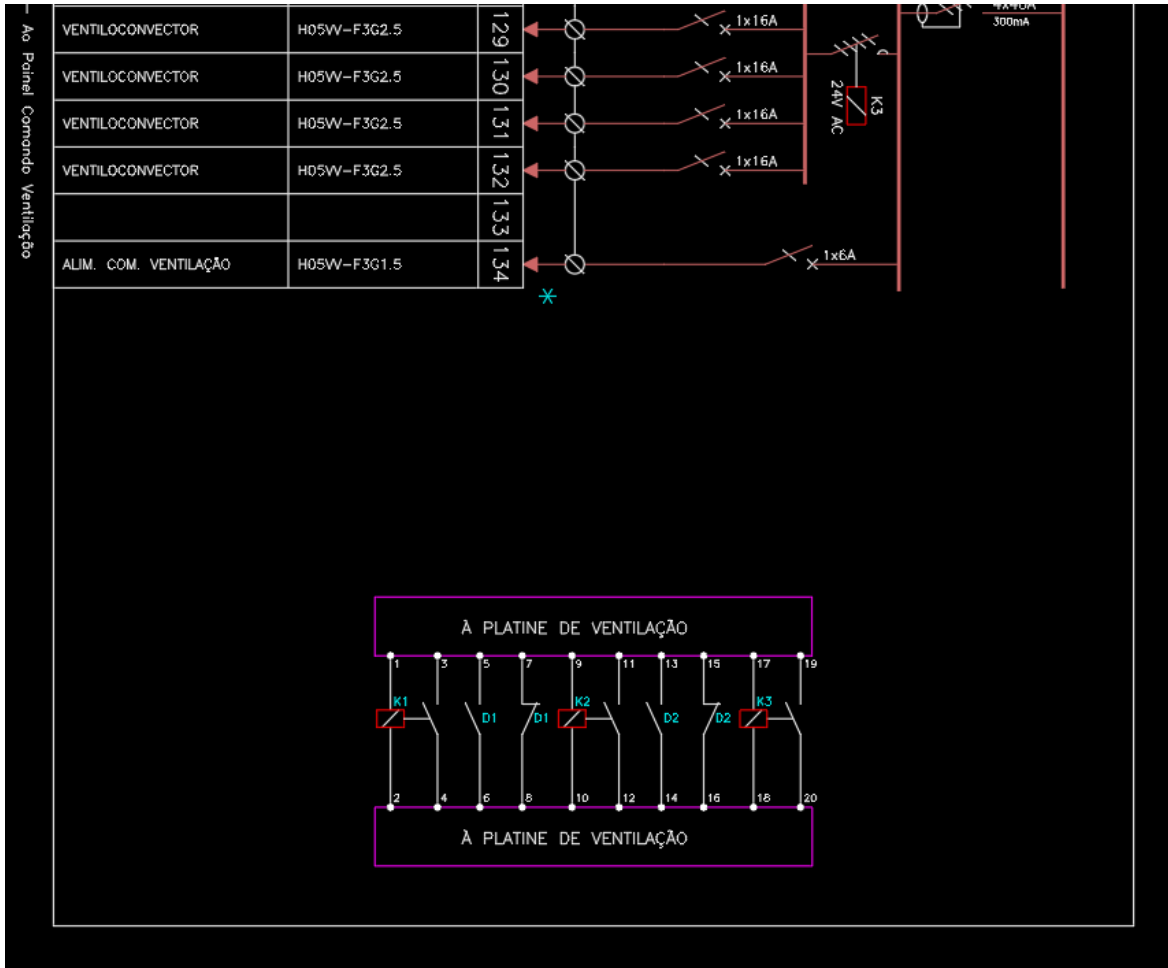 — Ao Painel Comando Ventilação
VENTILOCONVECTOR H05VV-F3G2.5 129 1x16A
VENTILOCONVECTOR H05VV-F3G2.5 130 1x16A
VENTILOCONVECTOR H05VV-F3G2.5 131 1x16A
VENTILOCONVECTOR H05VV-F3G2.5 132 1x16A
133
ALIM. COM. VENTILAÇÃO H05VV-F3G1.5 134 1x6A
300mA
K3
24V AC
À PLATINE DE VENTILAÇÃO
1 3 5 7 9 11 13 15 17 19
K1 D1 D1 K2 D2 D2 K3
2 4 6 8 10 12 14 16 18 20
À PLATINE DE VENTILAÇÃO